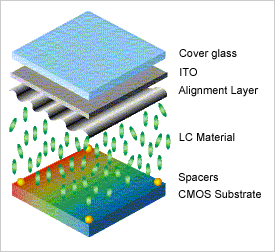 Cover glass
ITO
Alignment Layer
LC Material
Spacers
CMOS Substrate